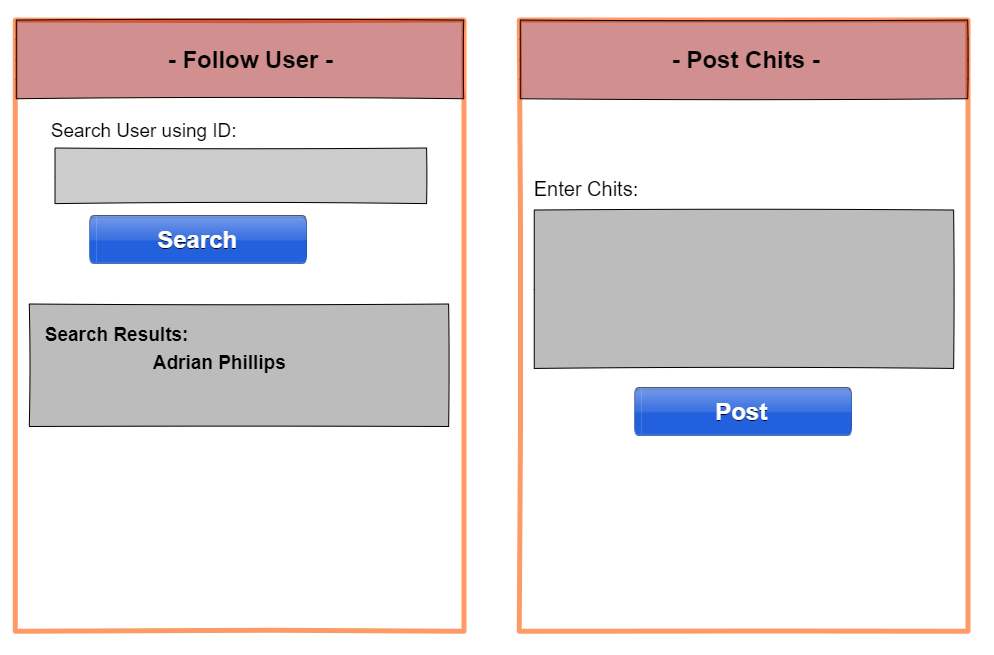 - Follow User -
Search User using ID:
Search
Search Results:
Adrian Phillips
- Post Chits -
Enter Chits:
Post